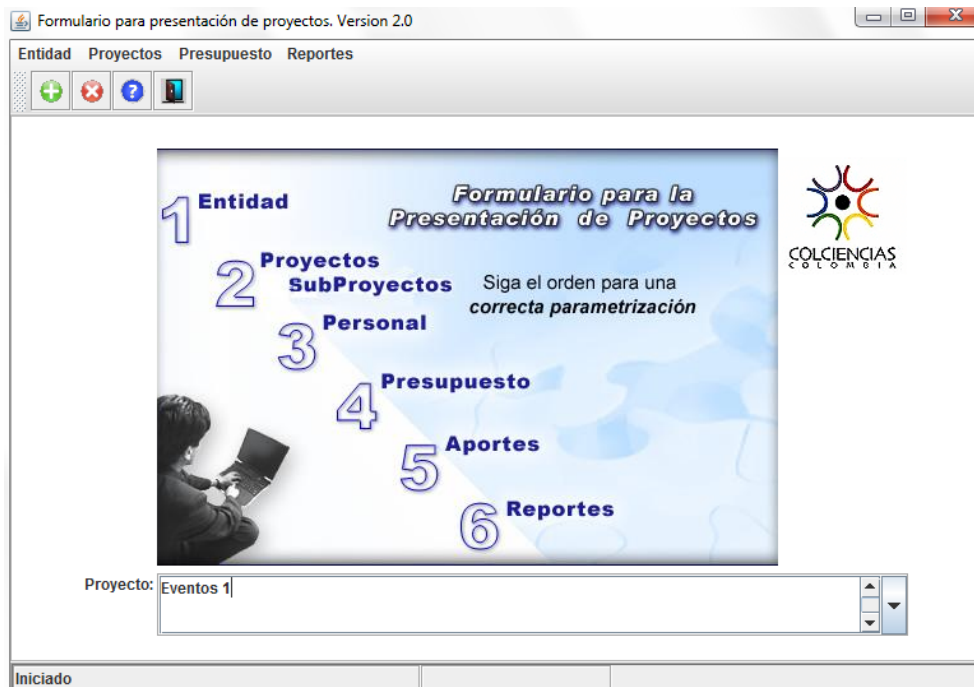 Formulario para presentación de proyectos. Version 2.0
Entidad Proyectos Presupuesto Reportes
1 Entidad
Formulario para la
Presentación de Proyectos
2 Proyectos
SubProyectos
Siga el orden para una
correcta parametrización
3 Personal
4 Presupuesto
5 Aportes
6 Reportes
COLCIENCIAS
COLOMBIA
Proyecto: Eventos 1
Iniciado